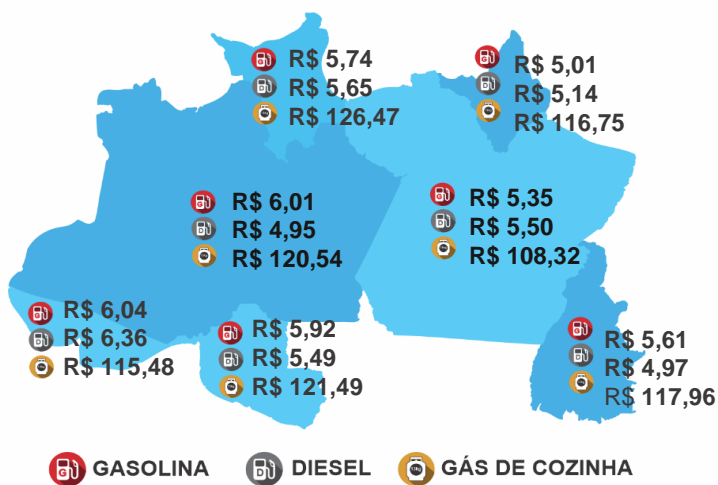 R$ 5,74
R$ 5,65
R$ 126,47
R$ 5,01
R$ 5,14
R$ 116,75
R$ 6,01
R$ 4,95
R$ 120,54
R$ 5,35
R$ 5,50
R$ 108,32
R$ 6,04
R$ 6,36
R$ 115,48
R$ 5,92
R$ 5,49
R$ 121,49
R$ 5,61
R$ 4,97
R$ 117,96
G GASOLINA
D DIESEL
GÁS DE COZINHA